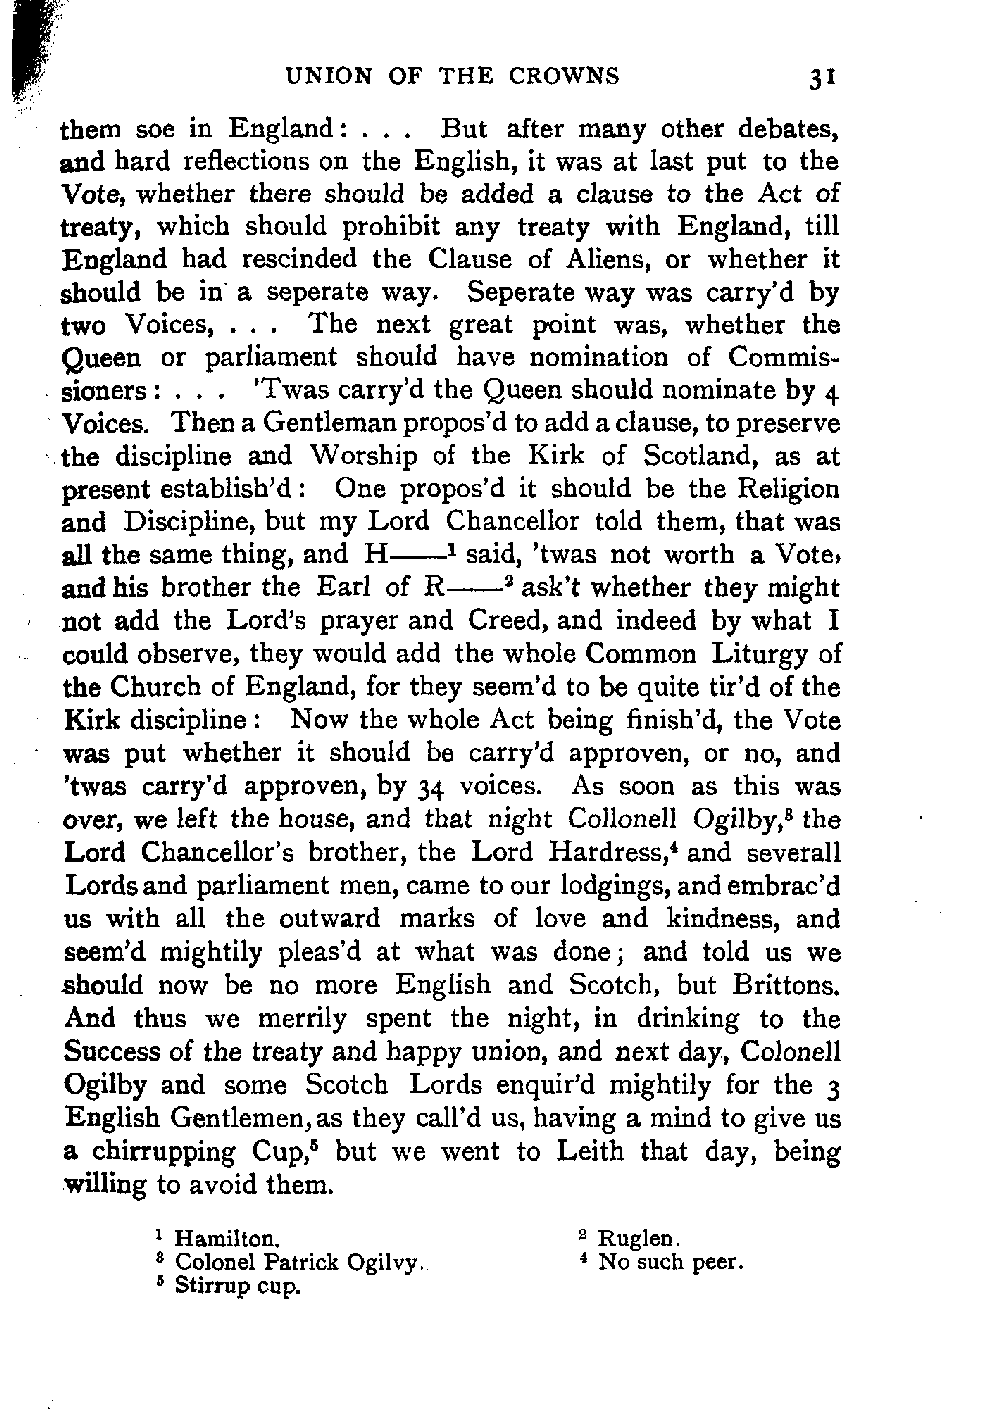 UNION OF THE CROWNS 31
them soe in England: . . . But after many other debates,
and hard reflections on the English, it was at last put to the
Vote, whether there should be added a clause to the Act of
treaty, which should prohibit any treaty with England, till
England had rescinded the Clause of Aliens, or whether it
should be in a seperate way. Seperate way was carry'd by
two Voices, . . . The next great point was, whether the
Queen or parliament should have nomination of Commis-
sioners: . . . 'Twas carry'd the Queen should nominate by 4
Voices. Then a Gentleman propos'd to add a clause, to preserve
the discipline and Worship of the Kirk of Scotland, as at
present establish'd: One propos'd it should be the Religion
and Discipline, but my Lord Chancellor told them, that was
all the same thing, and H——¹ said, 'twas not worth a Vote,
and his brother the Earl of R——² ask't whether they might
not add the Lord's prayer and Creed, and indeed by what I
could observe, they would add the whole Common Liturgy of
the Church of England, for they seem'd to be quite tir'd of the
Kirk discipline: Now the whole Act being finish'd, the Vote
was put whether it should be carry'd approven, or no, and
'twas carry'd approven, by 34 voices. As soon as this was
over, we left the house, and that night Collonell Ogilby,³ the
Lord Chancellor's brother, the Lord Hardress,⁴ and severall
Lords and parliament men, came to our lodgings, and embrac'd
us with all the outward marks of love and kindness, and
seem'd mightily pleas'd at what was done; and told us we
should now be no more English and Scotch, but Brittons.
And thus we merrily spent the night, in drinking to the
Success of the treaty and happy union, and next day, Colonell
Ogilby and some Scotch Lords enquir'd mightily for the 3
English Gentlemen, as they call'd us, having a mind to give us
a chirrupping Cup,⁵ but we went to Leith that day, being
willing to avoid them.
¹ Hamilton. ² Ruglen.
³ Colonel Patrick Ogilvy. ⁴ No such peer.
⁵ Stirrup cup.